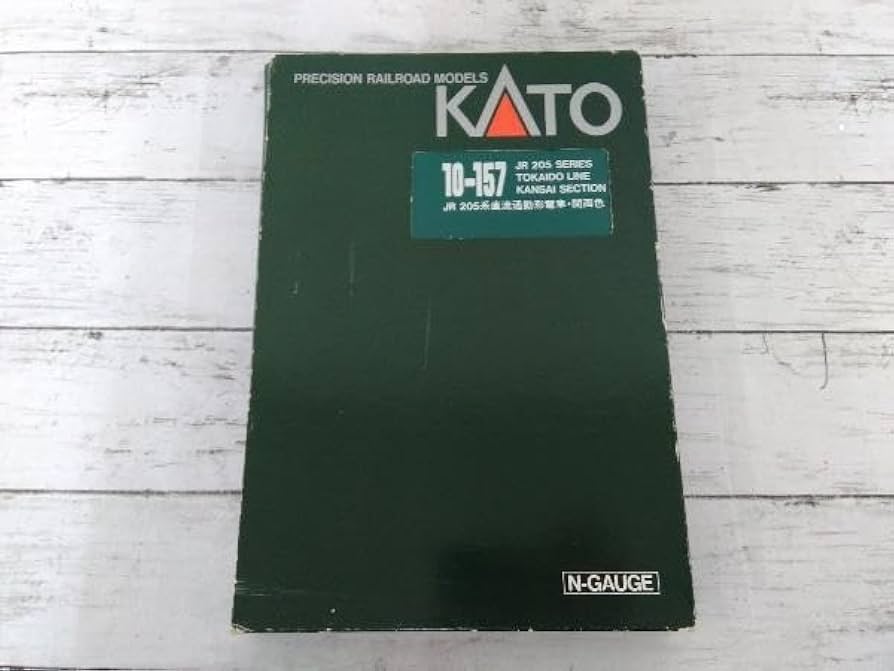 PRECISION RAILROAD MODELS
KATO
10-157
JR 205 SERIES
TOKAIDO LINE
KANSAI SECTION
JR 205系直流通勤形電車・関西色
N-GAUGE